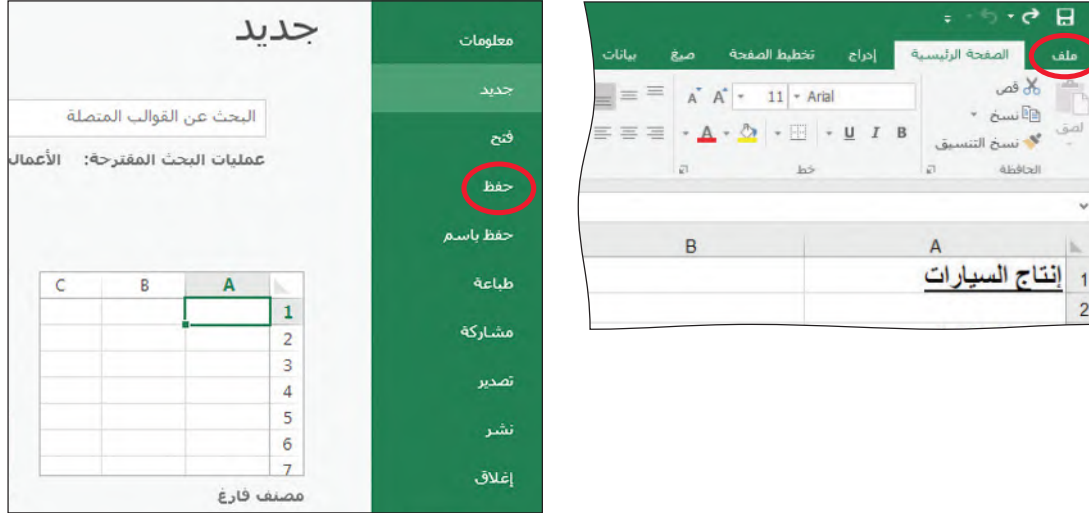 ملف
الصفحة الرئيسية
إدراج
تخطيط الصفحة
صيغ
بيانات
لصق
قص
نسخ
نسخ التنسيق
الحافظة
Arial
11
A A
B I U
A
خط
A B
1 إنتاج السيارات
2
معلومات
جديد
فتح
حفظ
حفظ باسم
طباعة
مشاركة
تصدير
نشر
إغلاق
جديد
البحث عن القوالب المتصلة
عمليات البحث المقترحة:
A B C
1
2
3
4
5
6
7
مصنف فارغ